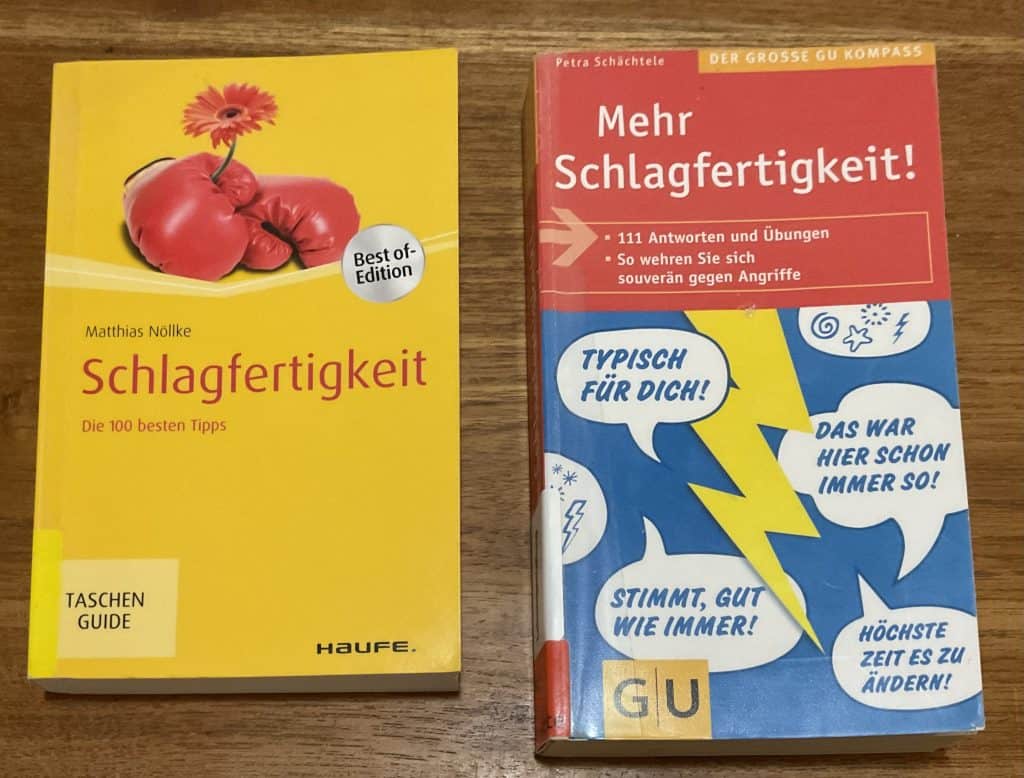 Best of-
Edition
Matthias Nöllke
Schlagfertigkeit
Die 100 besten Tipps
TASCHEN
GUIDE
HAUFE.
Petra Schächtele
DER GROSSE GU KOMPASS
Mehr
Schlagfertigkeit!
▪ 111 Antworten und Übungen
▪ So wehren Sie sich
souverän gegen Angriffe
TYPISCH
FÜR DICH!
DAS WAR
HIER SCHON
IMMER SO!
STIMMT, GUT
WIE IMMER!
HÖCHSTE
ZEIT ES ZU
ÄNDERN!
G|U